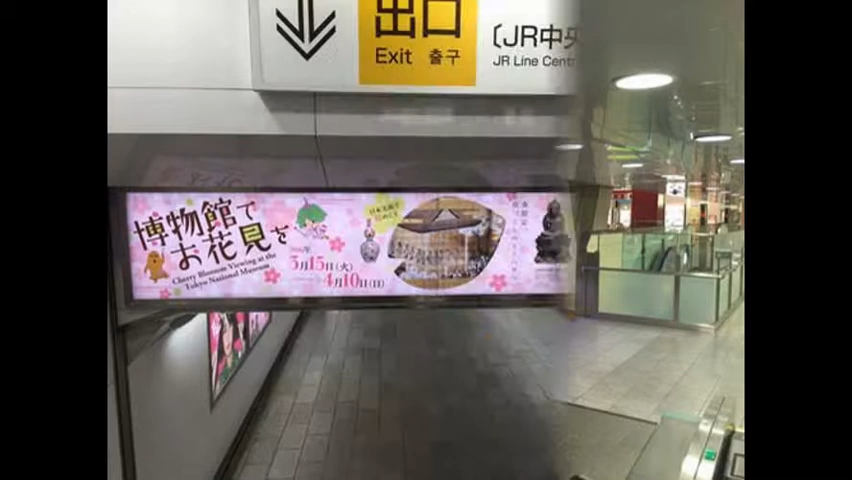 出口
Exit 출구
〔JR中央
JR Line Centr
博物館で
お花見を
Cherry Blossom Viewing at the
Tokyo National Museum
3月15日(火)
4月10日(日)